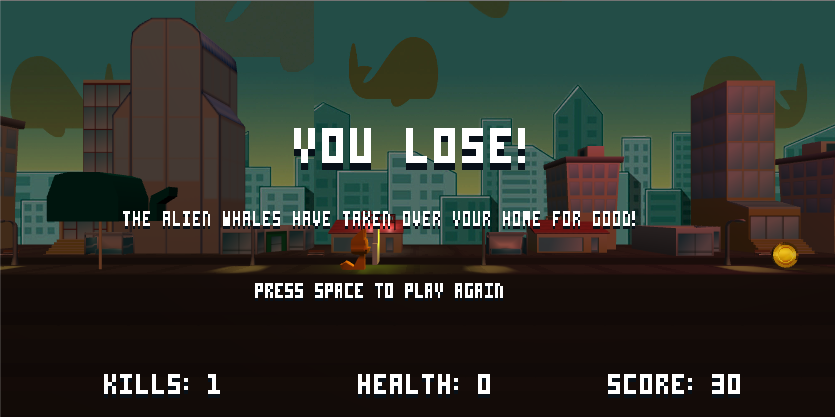 YOU LOSE!
THE ALIEN WHALES HAVE TAKEN OVER YOUR HOME FOR GOOD!
PRESS SPACE TO PLAY AGAIN
KILLS: 1 HEALTH: 0 SCORE: 30